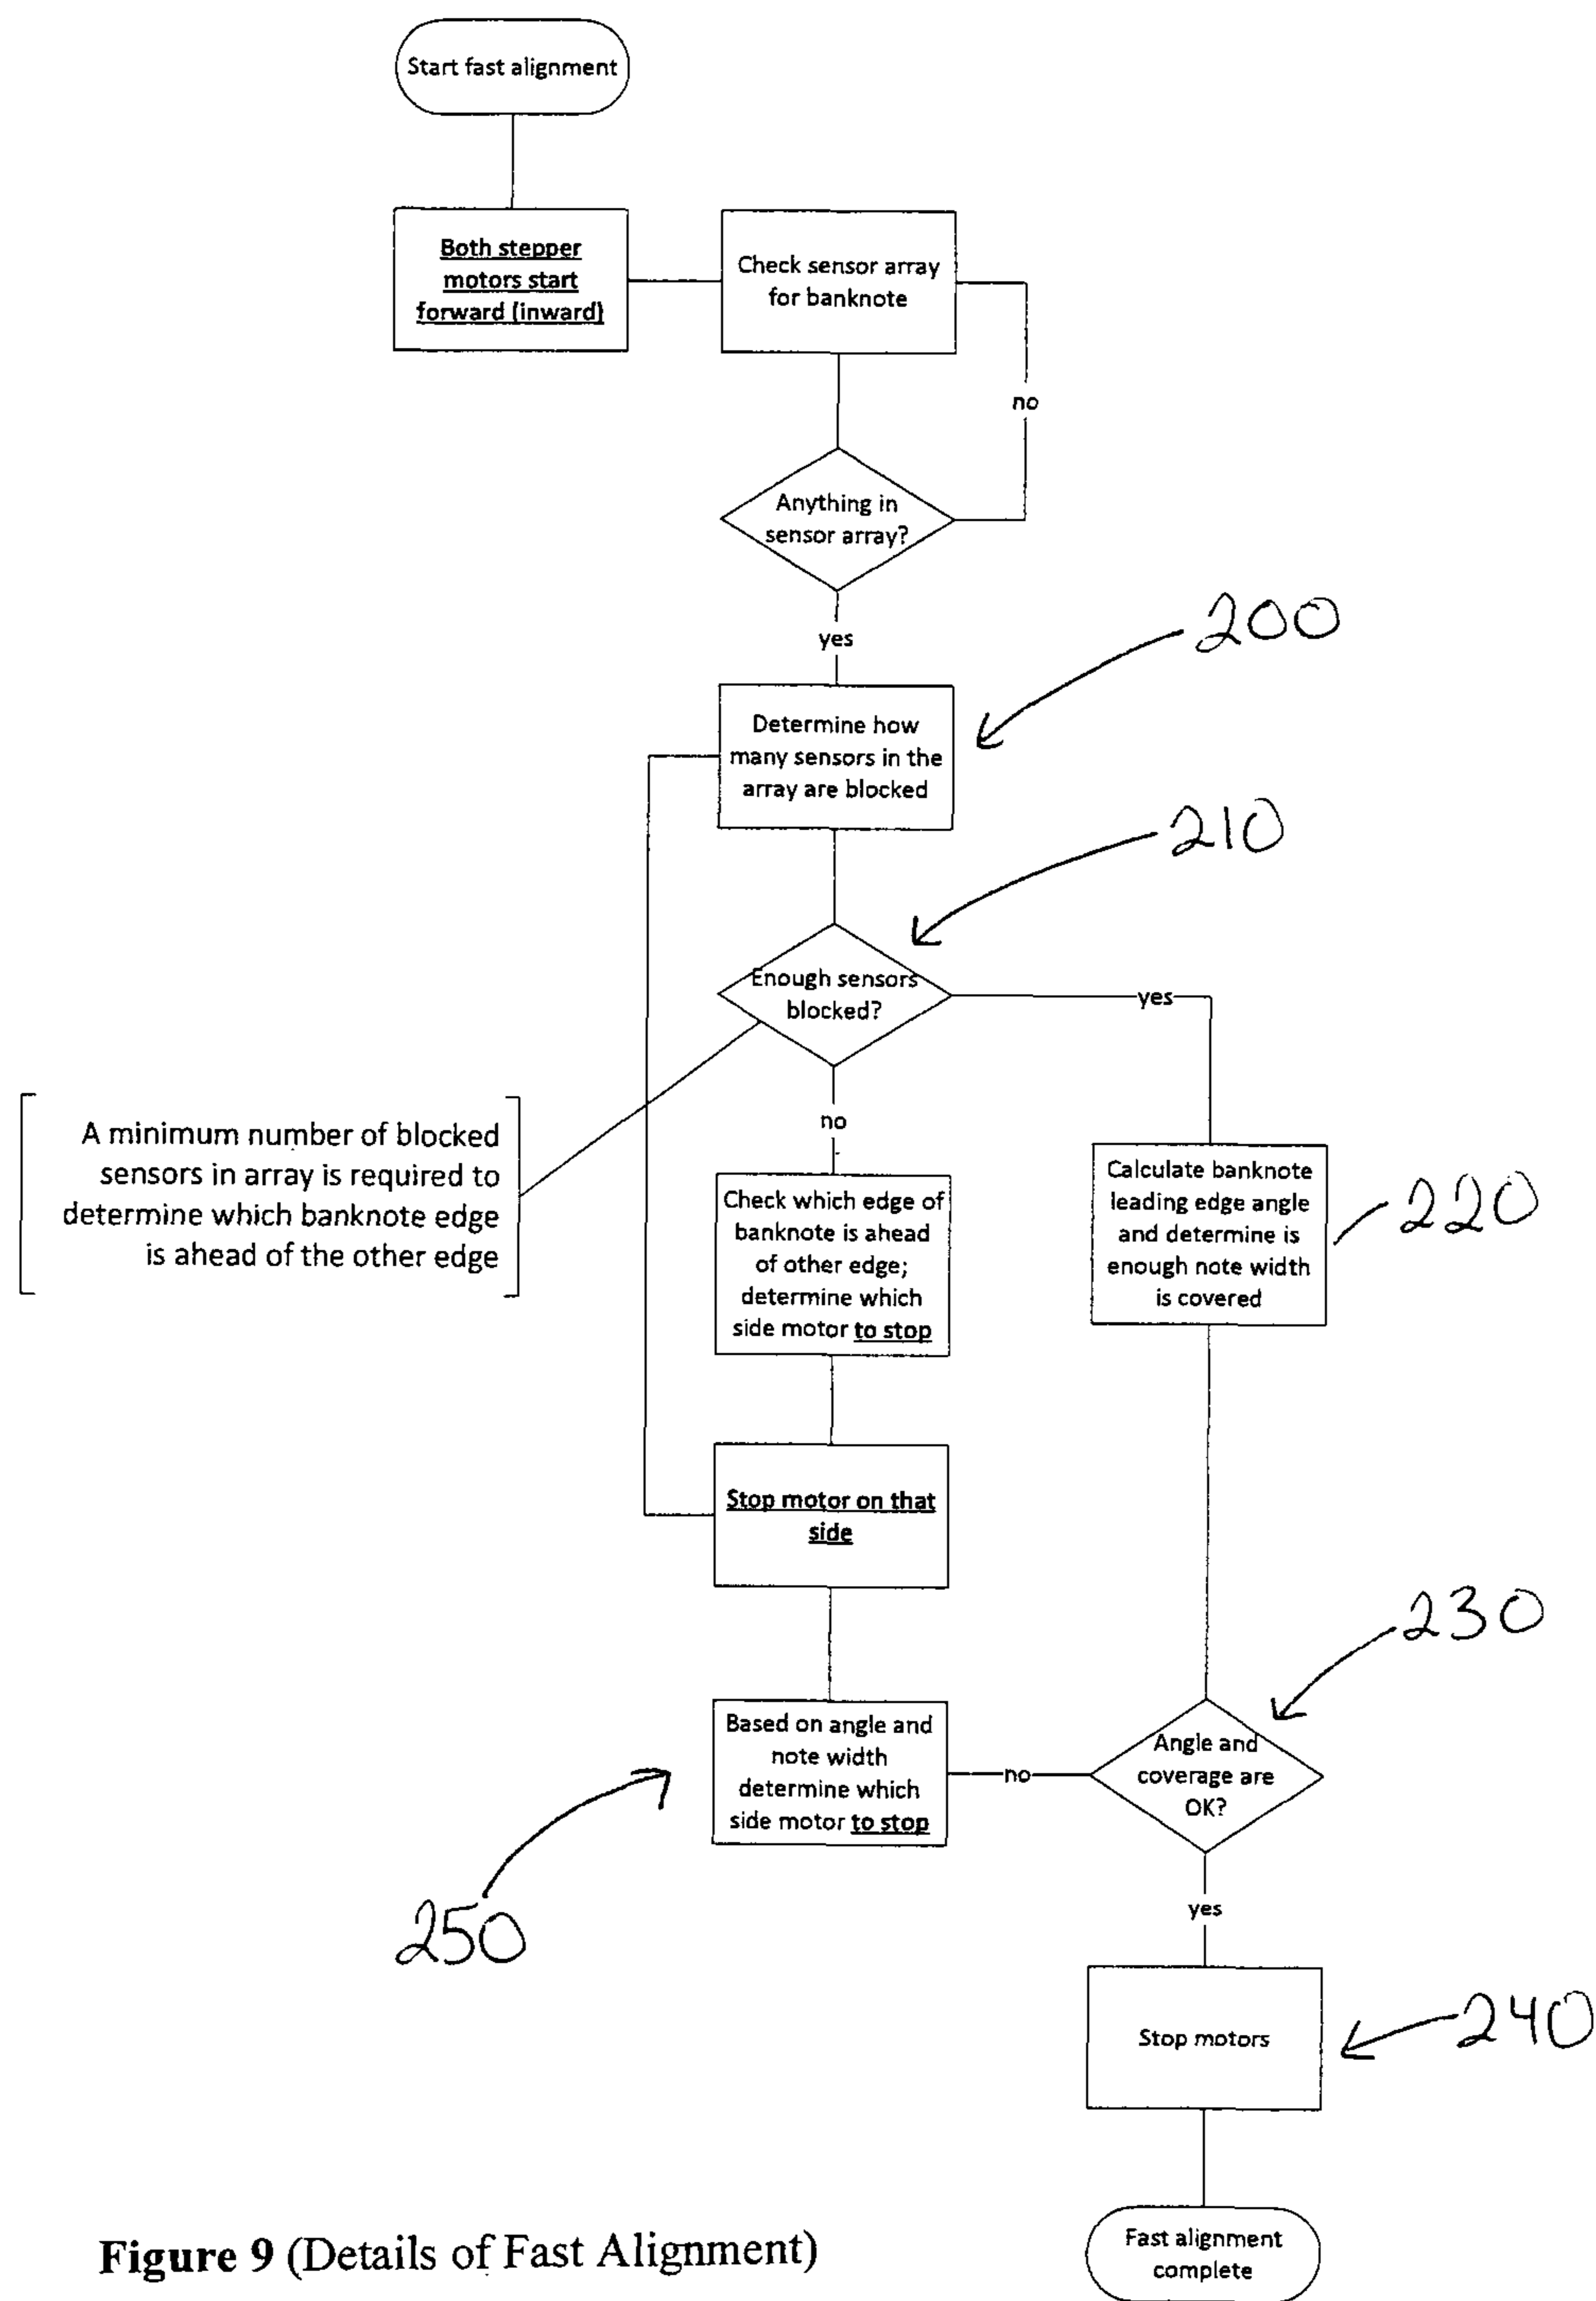 Start fast alignment
Both stepper
motors start
forward (inward)
Check sensor array
for banknote
no
Anything in
sensor array?
yes
200
Determine how
many sensors in the
array are blocked
210
Enough sensors
blocked?
yes
no
A minimum number of blocked
sensors in array is required to
determine which banknote edge
is ahead of the other edge
Check which edge of
banknote is ahead
of other edge;
determine which
side motor to stop
Calculate banknote
leading edge angle
and determine is
enough note width
is covered
220
Stop motor on that
side
230
Based on angle and
note width
determine which
side motor to stop
no
Angle and
coverage are
OK?
250
yes
Stop motors
240
Fast alignment
complete
Figure 9 (Details of Fast Alignment)